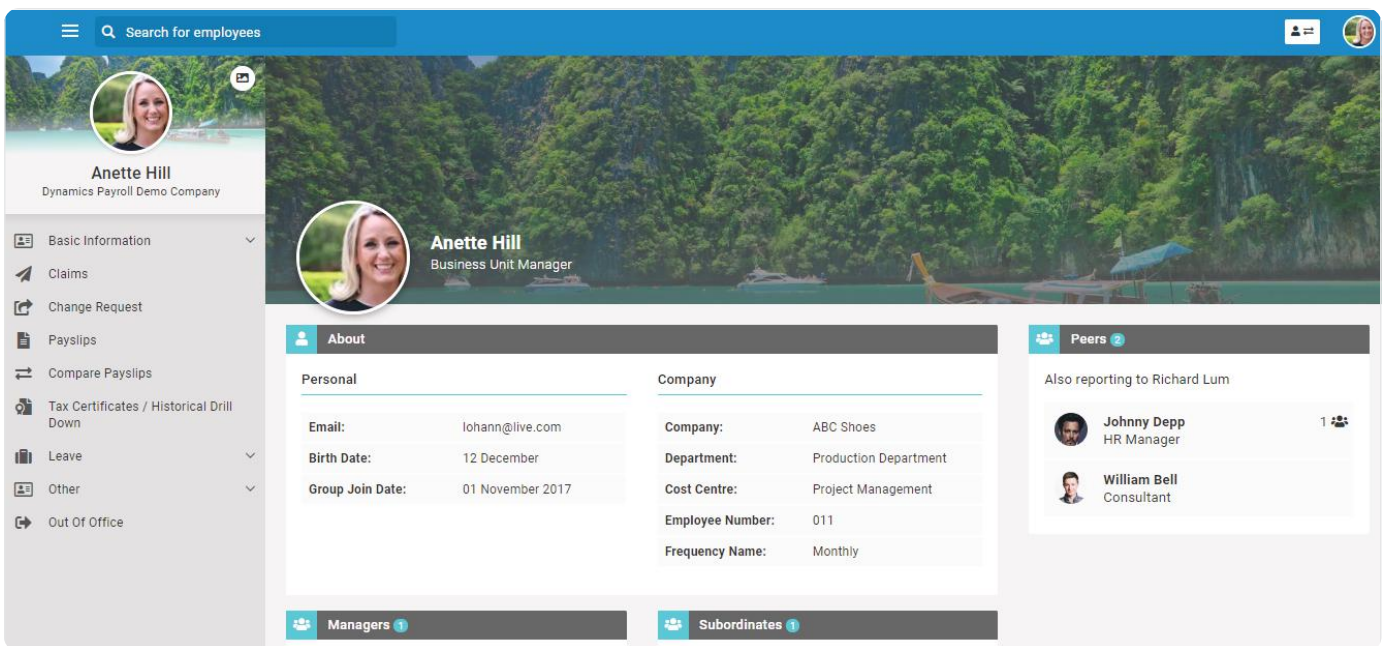 Search for employees
Anette Hill
Dynamics Payroll Demo Company
Basic Information
Claims
Change Request
Payslips
Compare Payslips
Tax Certificates / Historical Drill
Down
Leave
Other
Out Of Office
Anette Hill
Business Unit Manager
About
Personal
Email: lohann@live.com
Birth Date: 12 December
Group Join Date: 01 November 2017
Company
Company: ABC Shoes
Department: Production Department
Cost Centre: Project Management
Employee Number: 011
Frequency Name: Monthly
Peers 2
Also reporting to Richard Lum
Johnny Depp 1
HR Manager
William Bell
Consultant
Managers 1
Subordinates 1